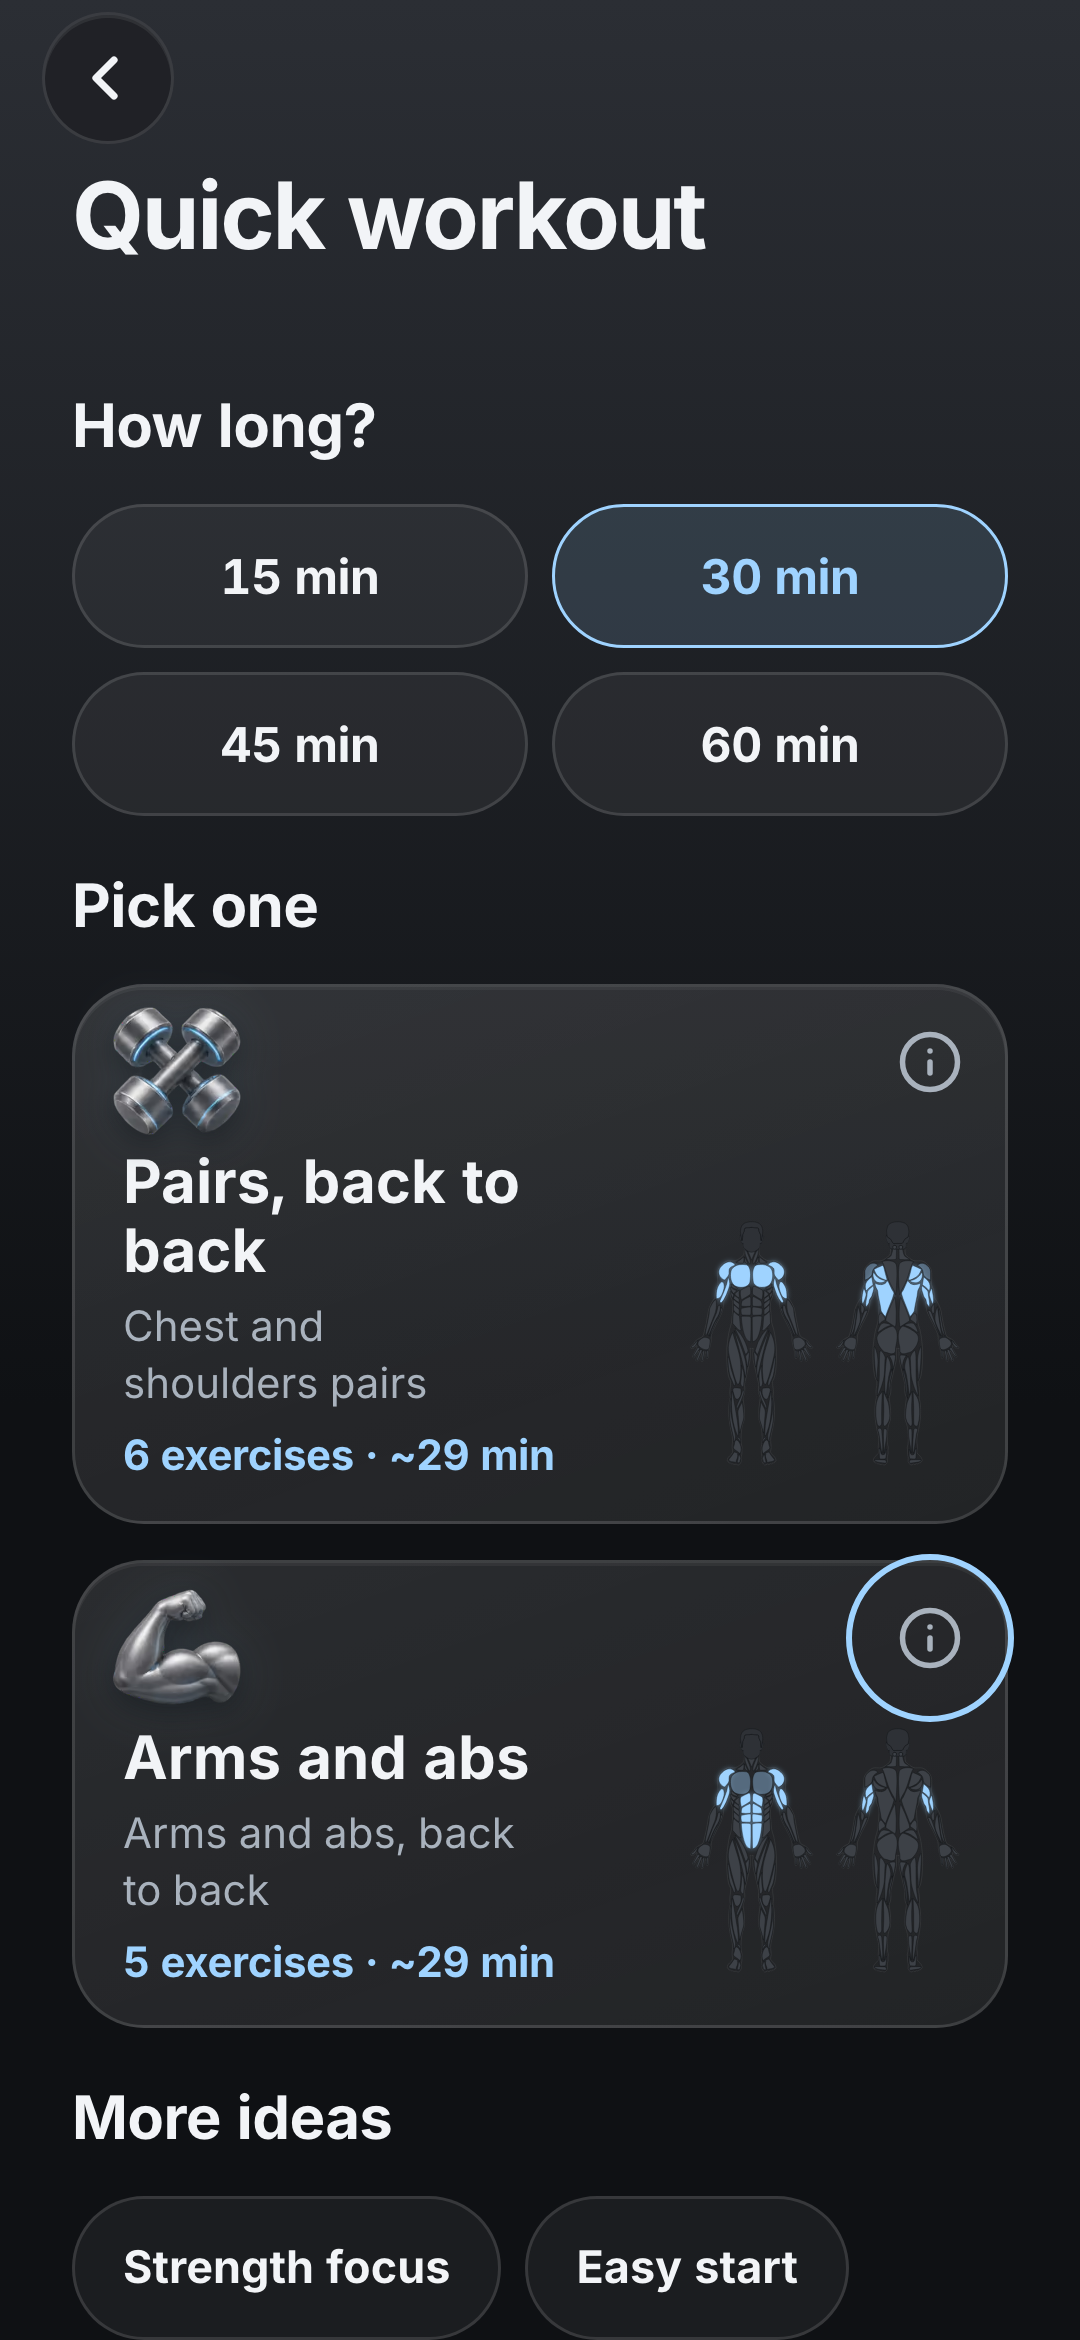 Quick workout
How long?
15 min
30 min
45 min
60 min
Pick one
Pairs, back to
back
Chest and
shoulders pairs
6 exercises · ~29 min
Arms and abs
Arms and abs, back
to back
5 exercises · ~29 min
More ideas
Strength focus
Easy start